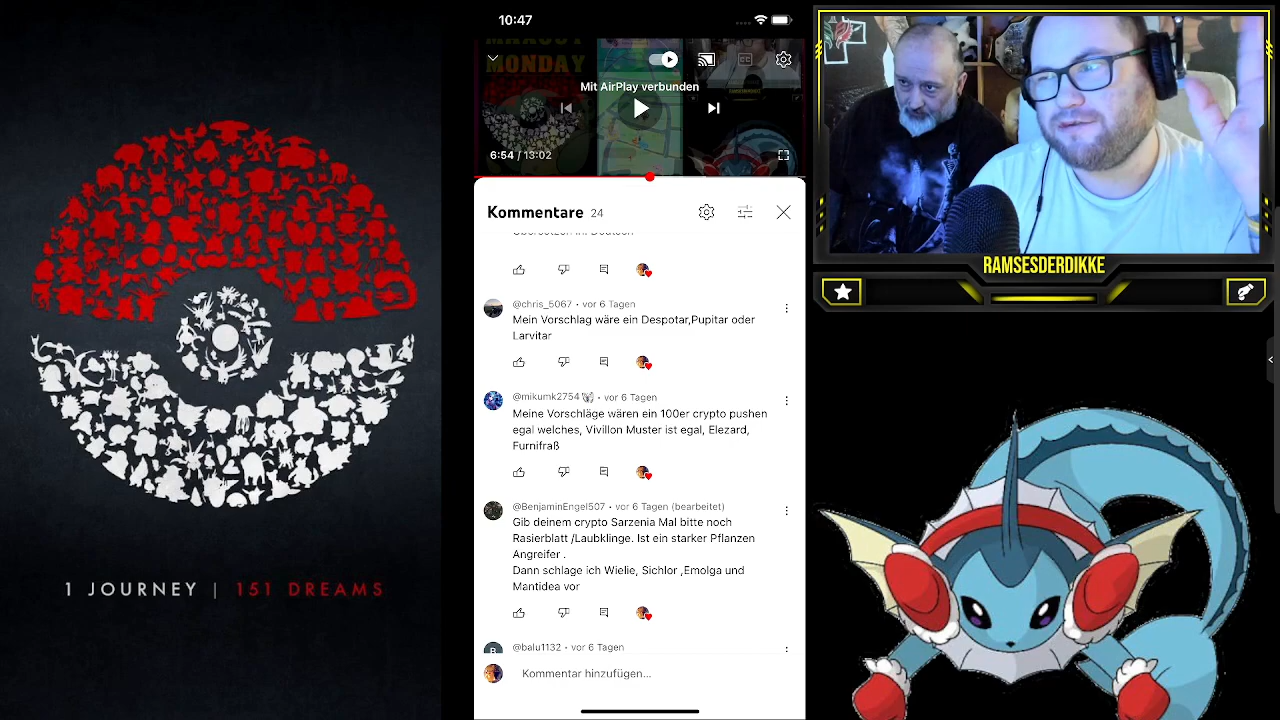 10:47
MONDAY
Mit AirPlay verbunden
6:54 / 13:02
Kommentare 24
@chris_5067 • vor 6 Tagen
Mein Vorschlag wäre ein Despotar,Pupitar oder
Larvitar
@mikumk2754 • vor 6 Tagen
Meine Vorschläge wären ein 100er crypto pushen
egal welches, Vivillon Muster ist egal, Elezard,
Furnifraß
@BenjaminEngel507 • vor 6 Tagen (bearbeitet)
Gib deinem crypto Sarzenia Mal bitte noch
Rasierblatt /Laubklinge. Ist ein starker Pflanzen
Angreifer .
Dann schlage ich Wielie, Sichlor ,Emolga und
Mantidea vor
B
@balu1132 • vor 6 Tagen
Kommentar hinzufügen...
1 JOURNEY | 151 DREAMS
RAMSESDERDIKKE